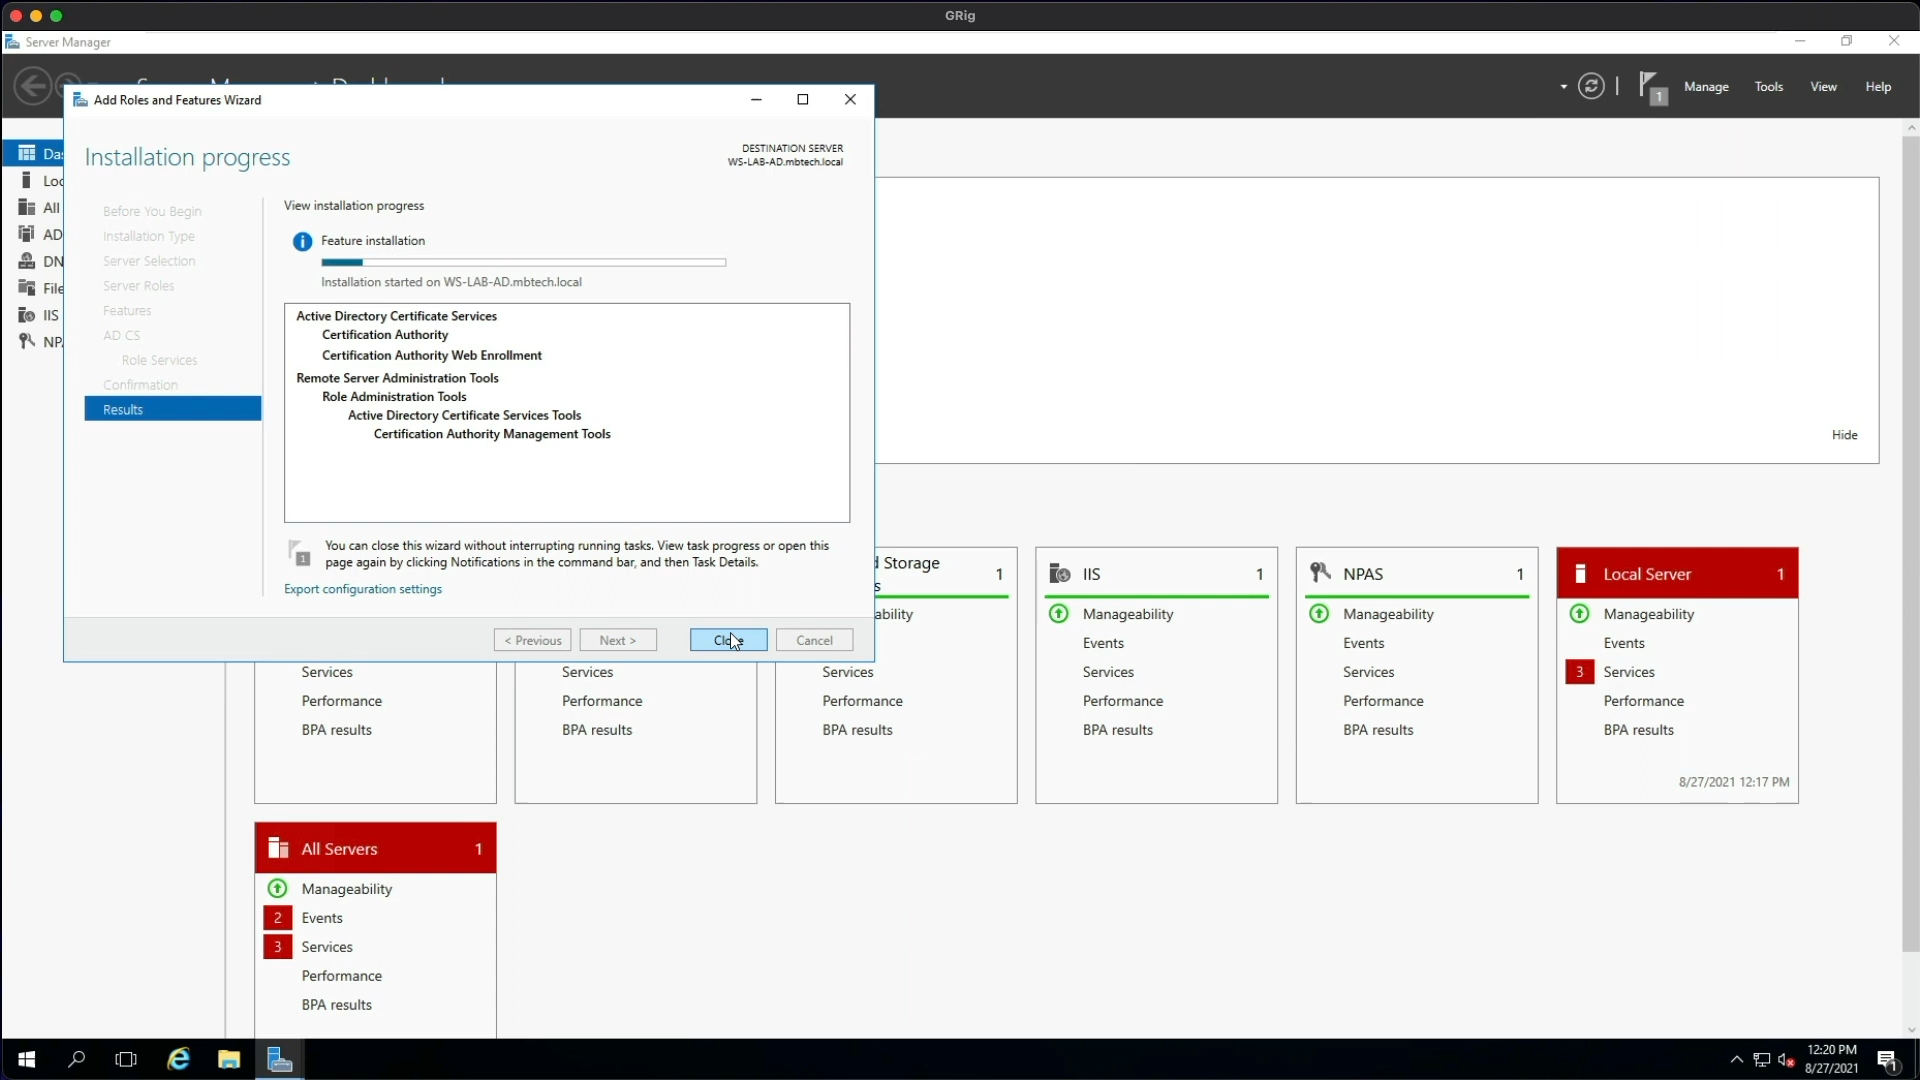 GRig
Server Manager
Manage
Tools
View
Help
1
Add Roles and Features Wizard
Installation progress
DESTINATION SERVER
WS-LAB-AD.mbtech.local
Before You Begin
Installation Type
Server Selection
Server Roles
Features
AD CS
Role Services
Confirmation
Results
View installation progress
Feature installation
Installation started on WS-LAB-AD.mbtech.local
Active Directory Certificate Services
Certification Authority
Certification Authority Web Enrollment
Remote Server Administration Tools
Role Administration Tools
Active Directory Certificate Services Tools
Certification Authority Management Tools
1
You can close this wizard without interrupting running tasks. View task progress or open this
page again by clicking Notifications in the command bar, and then Task Details.
Export configuration settings
< Previous
Next >
Close
Cancel
All
AD
IIS
Hide
Services
Performance
BPA results
Services
Performance
BPA results
Storage
1
Services
Performance
BPA results
IIS
1
Manageability
Events
Services
Performance
BPA results
NPAS
1
Manageability
Events
Services
Performance
BPA results
Local Server
1
Manageability
Events
3
Services
Performance
BPA results
8/27/2021 12:17 PM
All Servers
1
Manageability
2
Events
3
Services
Performance
BPA results
12:20 PM
8/27/2021
1